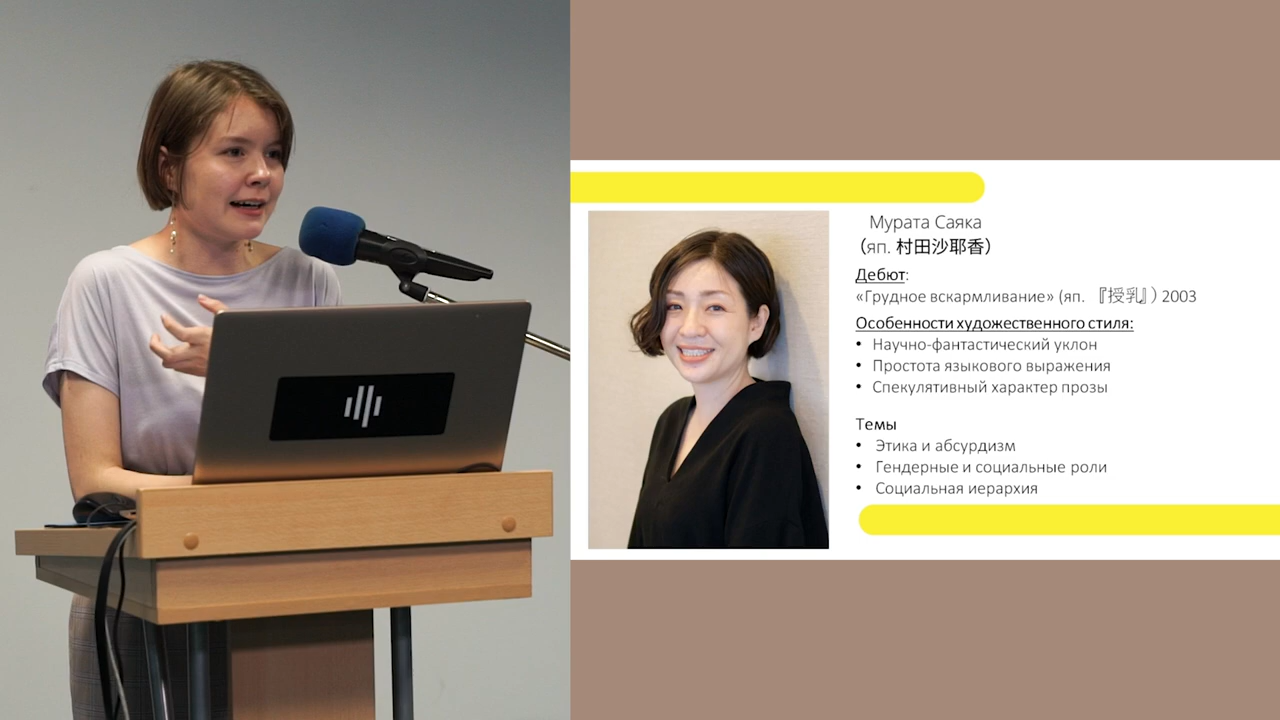 Мурата Саяка
(яп. 村田沙耶香)
Дебют:
«Грудное вскармливание» (яп. 『授乳』) 2003
Особенности художественного стиля:
• Научно-фантастический уклон
• Простота языкового выражения
• Спекулятивный характер прозы
Темы
• Этика и абсурдизм
• Гендерные и социальные роли
• Социальная иерархия